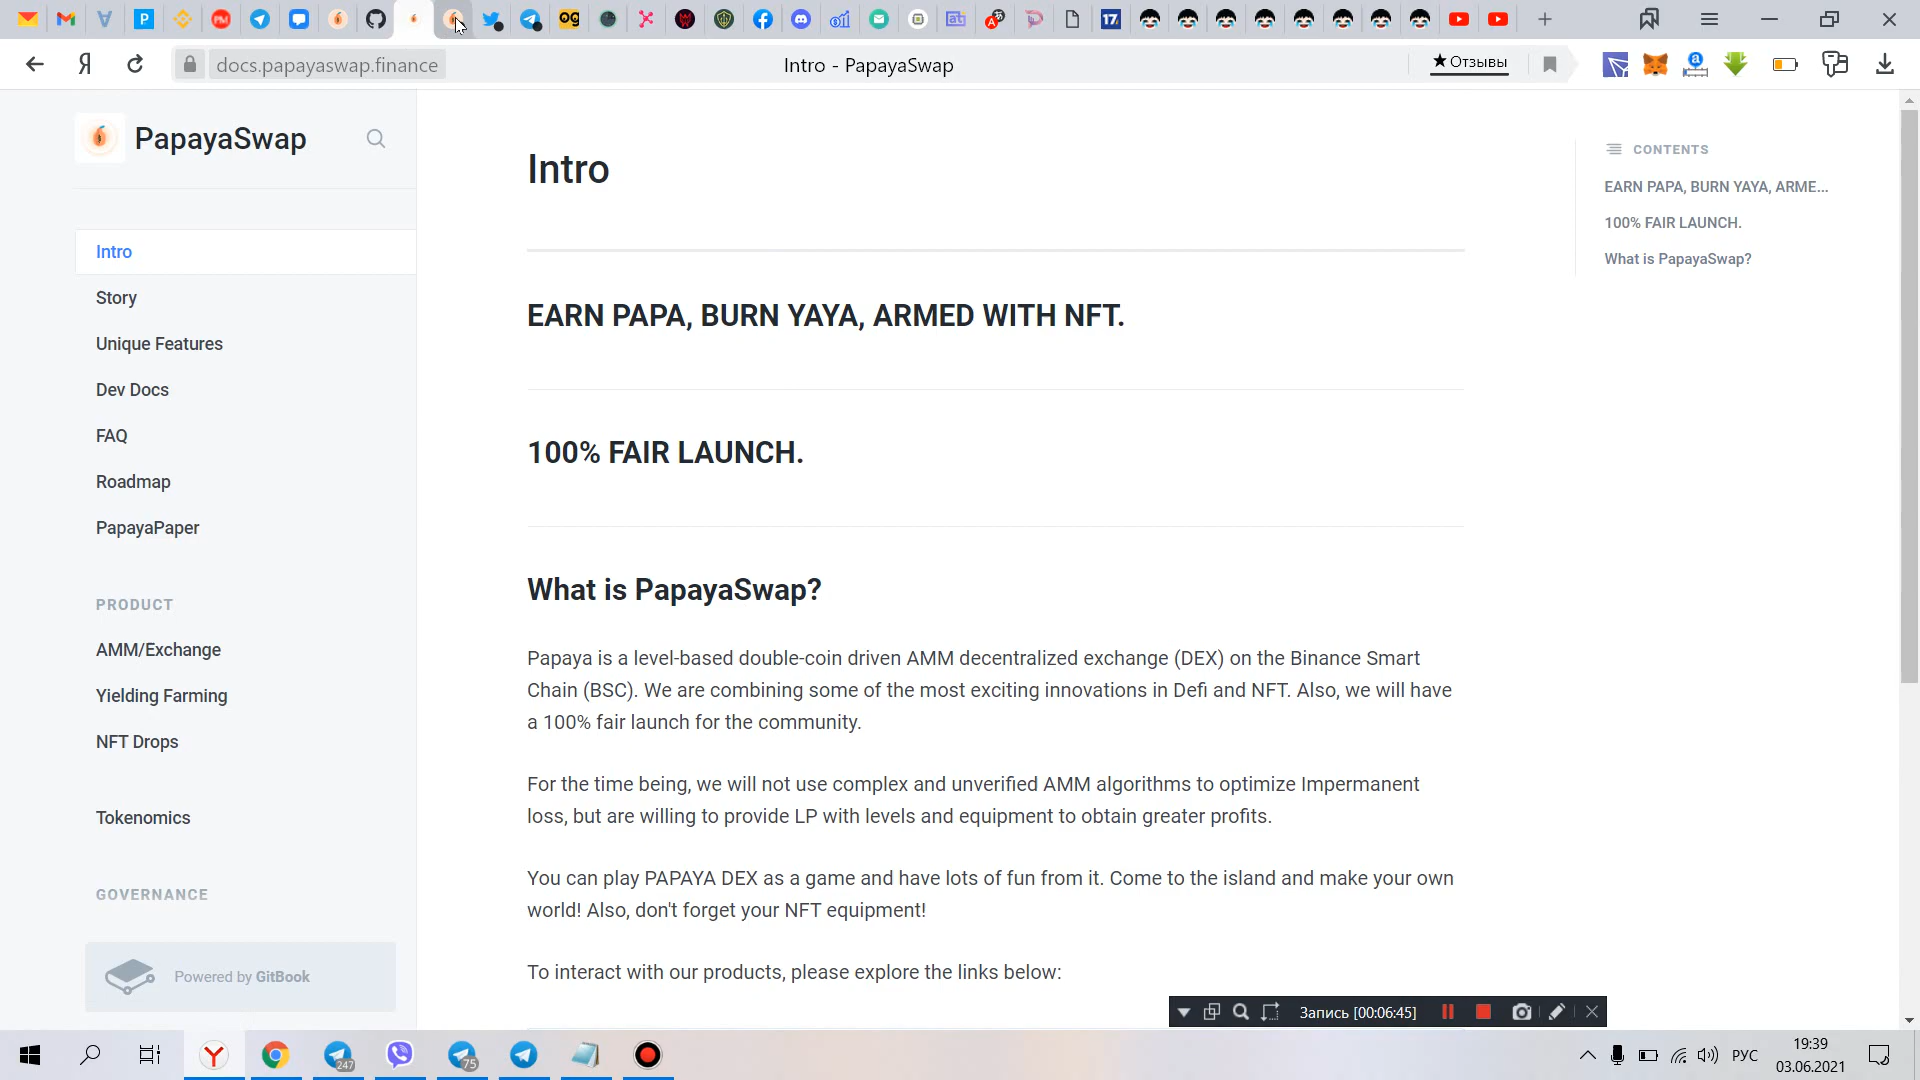 docs.papayaswap.finance
Intro - PapayaSwap
★ Отзывы
PapayaSwap
Intro
Story
Unique Features
Dev Docs
FAQ
Roadmap
PapayaPaper
PRODUCT
AMM/Exchange
Yielding Farming
NFT Drops
Tokenomics
GOVERNANCE
Powered by GitBook
Intro
EARN PAPA, BURN YAYA, ARMED WITH NFT.
100% FAIR LAUNCH.
What is PapayaSwap?
Papaya is a level-based double-coin driven AMM decentralized exchange (DEX) on the Binance Smart
Chain (BSC). We are combining some of the most exciting innovations in Defi and NFT. Also, we will have
a 100% fair launch for the community.
For the time being, we will not use complex and unverified AMM algorithms to optimize Impermanent
loss, but are willing to provide LP with levels and equipment to obtain greater profits.
You can play PAPAYA DEX as a game and have lots of fun from it. Come to the island and make your own
world! Also, don't forget your NFT equipment!
To interact with our products, please explore the links below:
CONTENTS
EARN PAPA, BURN YAYA, ARME...
100% FAIR LAUNCH.
What is PapayaSwap?
Запись [00:06:45]
247
75
РУС
19:39
03.06.2021